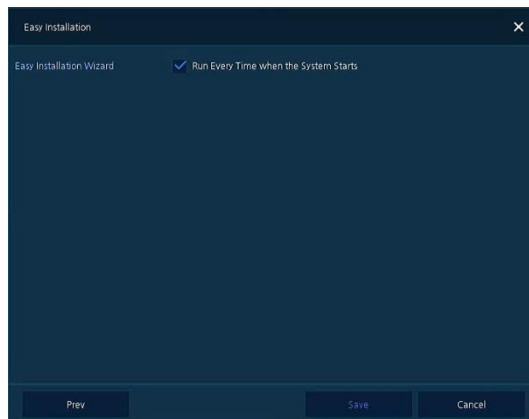 Easy Installation
Easy Installation Wizard Run Every Time when the System Starts
Prev Save Cancel